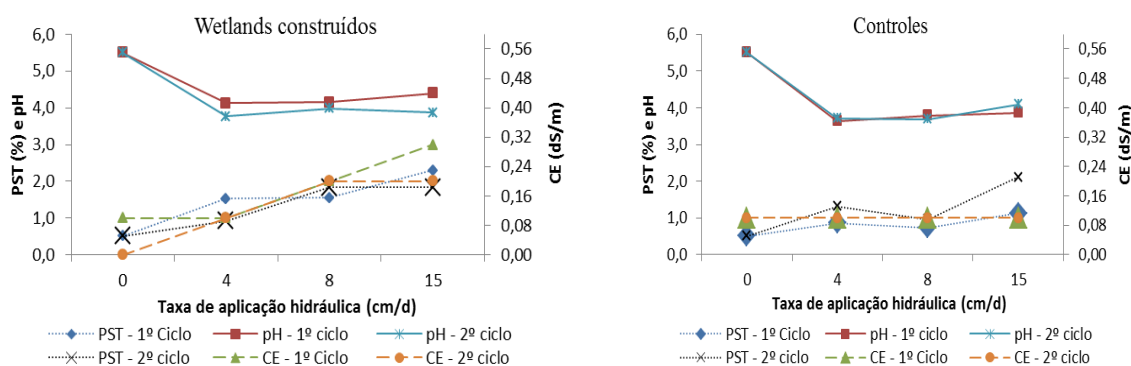 Wetlands construídos
6,0
5,0
4,0
3,0
2,0
1,0
0,0
PST (%) e pH
0,56
0,48
0,40
0,32
0,24
0,16
0,08
0,00
CE (dS/m)
0 4 8 15
Taxa de aplicação hidráulica (cm/d)
PST - 1º Ciclo pH - 1º ciclo pH - 2º ciclo
PST - 2º ciclo CE - 1º Ciclo CE - 2º ciclo
Controles
6,0
5,0
4,0
3,0
2,0
1,0
0,0
PST (%) e pH
0,56
0,48
0,40
0,32
0,24
0,16
0,08
0,00
CE (dS/m)
0 4 8 15
Taxa de aplicação hidráulica (cm/d)
PST - 1º Ciclo pH - 1º ciclo pH - 2º ciclo
PST - 2º ciclo CE - 1º Ciclo CE - 2º ciclo